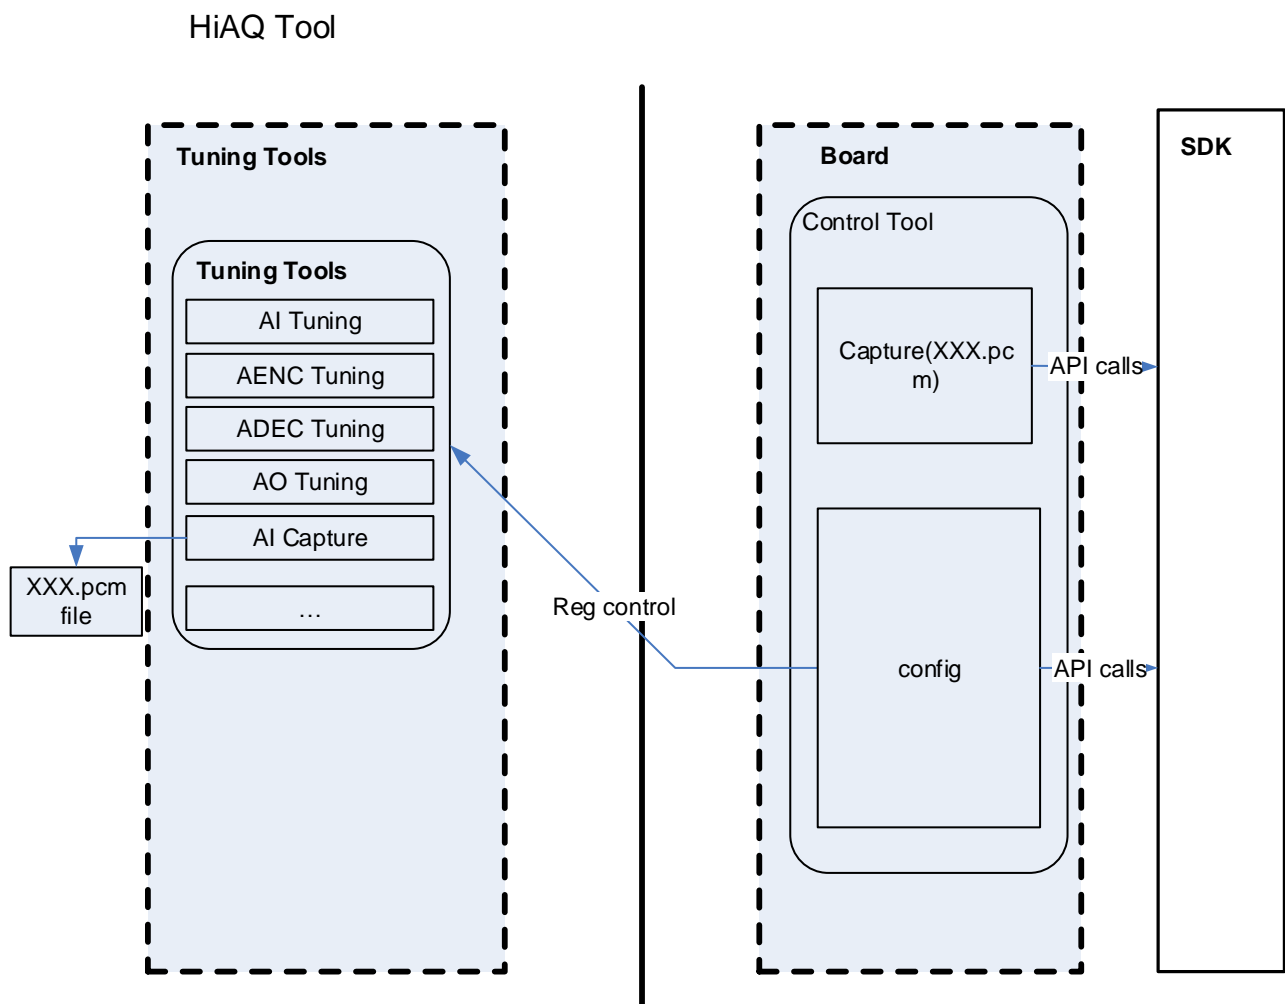 HiAQ Tool
Tuning Tools
Tuning Tools
AI Tuning
AENC Tuning
ADEC Tuning
AO Tuning
AI Capture
…
XXX.pcm
file
Reg control
Board
Control Tool
Capture(XXX.pc
m)
API calls
config
API calls
SDK